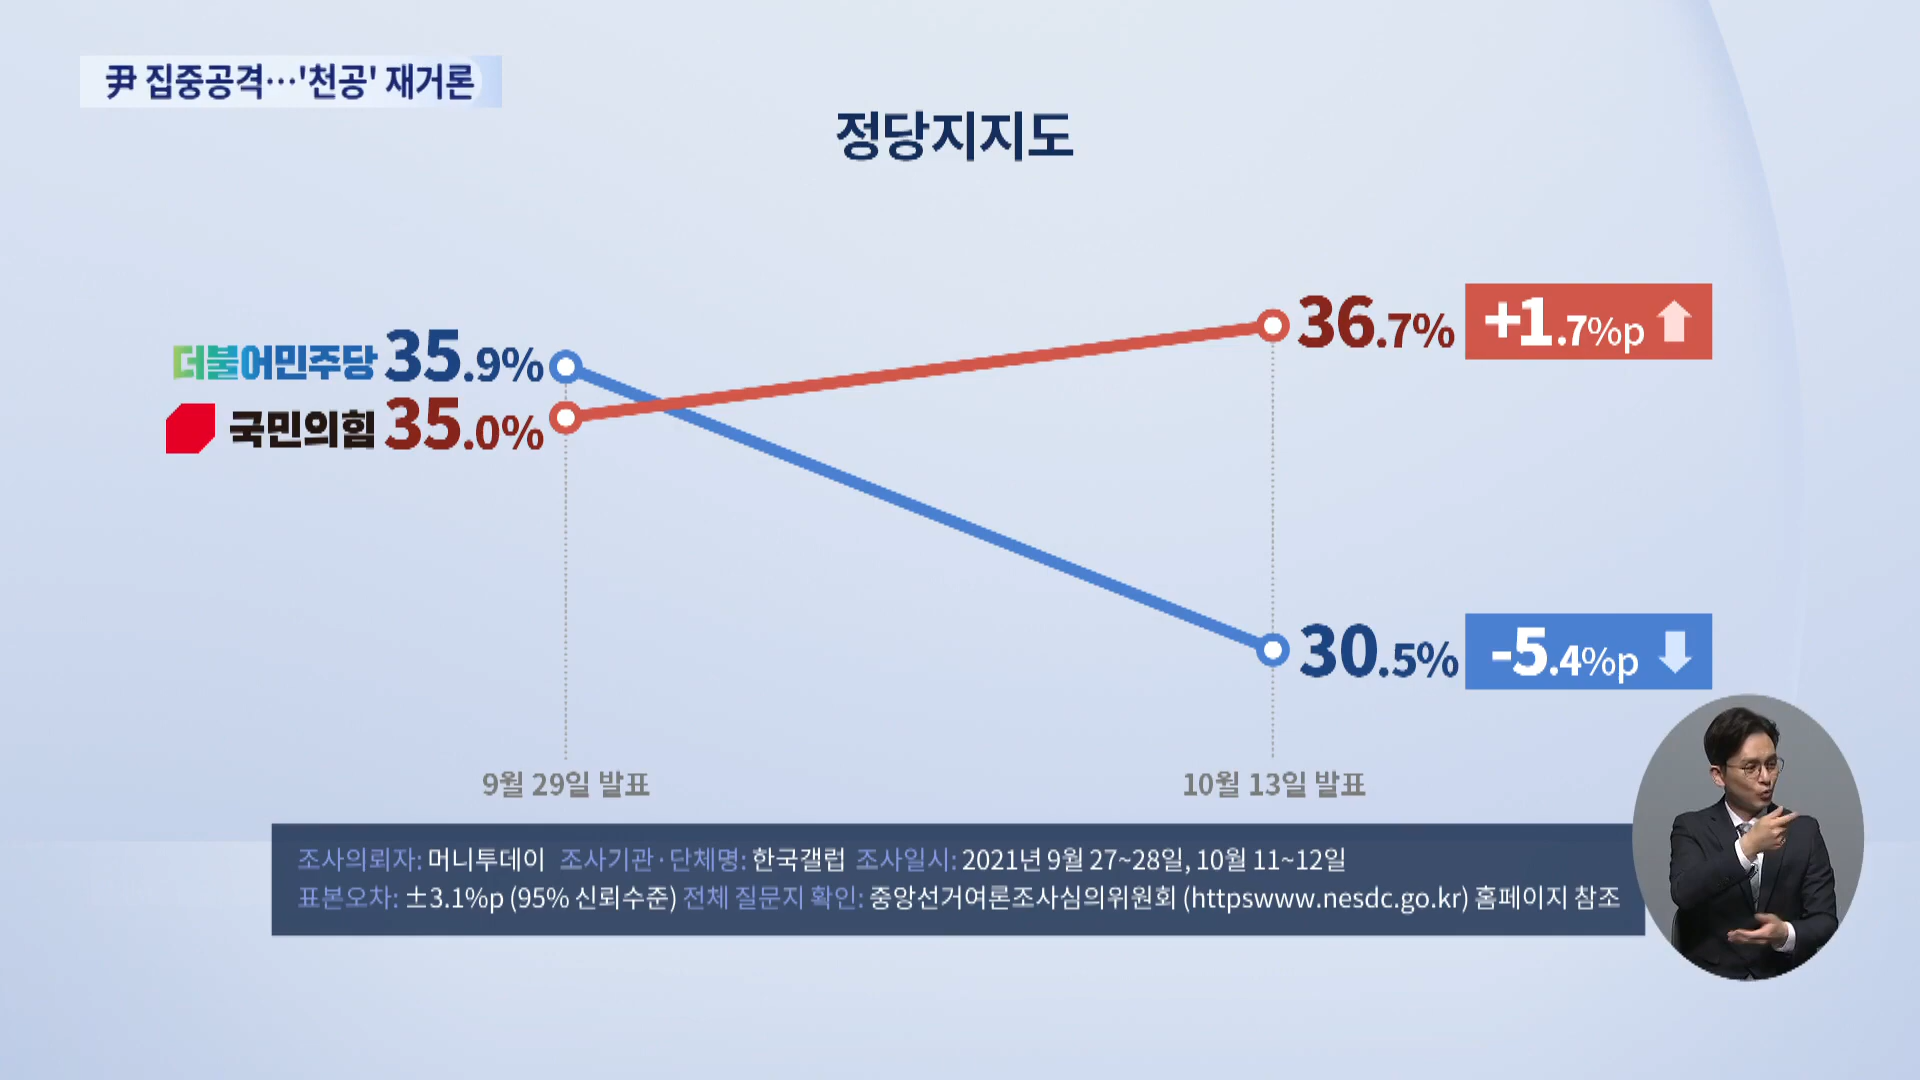 尹 집중공격…'천공' 재거론
정당지지도
더불어민주당 35.9%
국민의힘 35.0%
36.7% +1.7%p
30.5% -5.4%p
9월 29일 발표
10월 13일 발표
조사의뢰자: 머니투데이 조사기관·단체명: 한국갤럽 조사일시: 2021년 9월 27~28일, 10월 11~12일
표본오차: ±3.1%p (95% 신뢰수준) 전체 질문지 확인: 중앙선거여론조사심의위원회 (httpswww.nesdc.go.kr) 홈페이지 참조